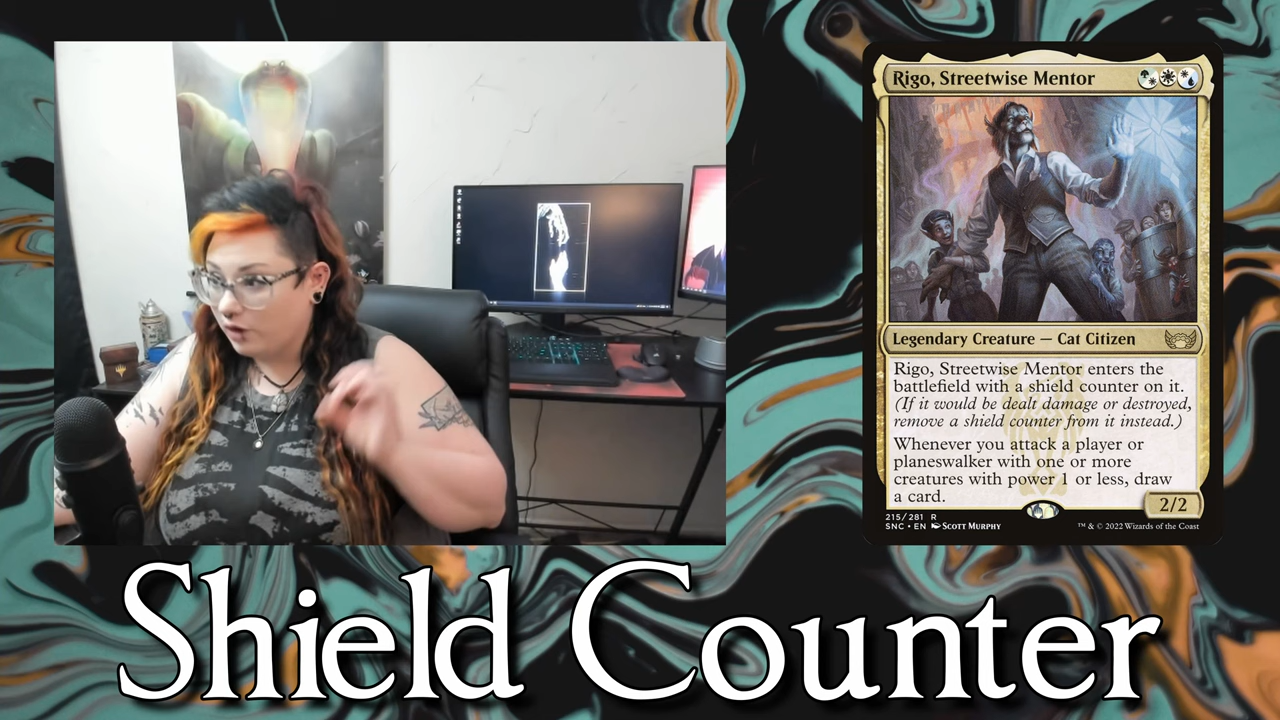 Rigo, Streetwise Mentor
Legendary Creature — Cat Citizen
Rigo, Streetwise Mentor enters the
battlefield with a shield counter on it.
(If it would be dealt damage or destroyed,
remove a shield counter from it instead.)
Whenever you attack a player or
planeswalker with one or more
creatures with power 1 or less, draw
a card.
2/2
215/281 R
SNC • EN Scott Murphy
™ & © 2022 Wizards of the Coast
Shield Counter